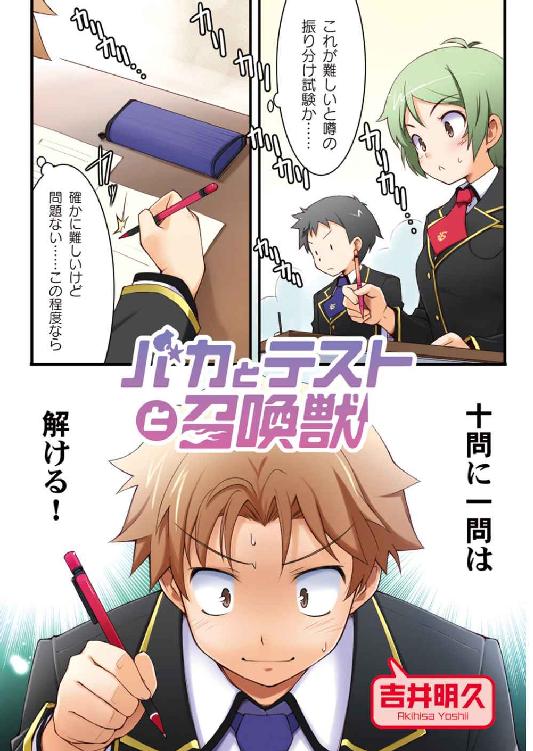 これが難しいと噂の
振り分け試験か……
カリカリ
カリカリ
カリカリ
カリカリ
カリカリ
確かに難しいけど
問題ない……この程度なら
バカとテスト
と召喚獣
十問に一問は
解ける！
吉井明久
Akihisa Yoshii